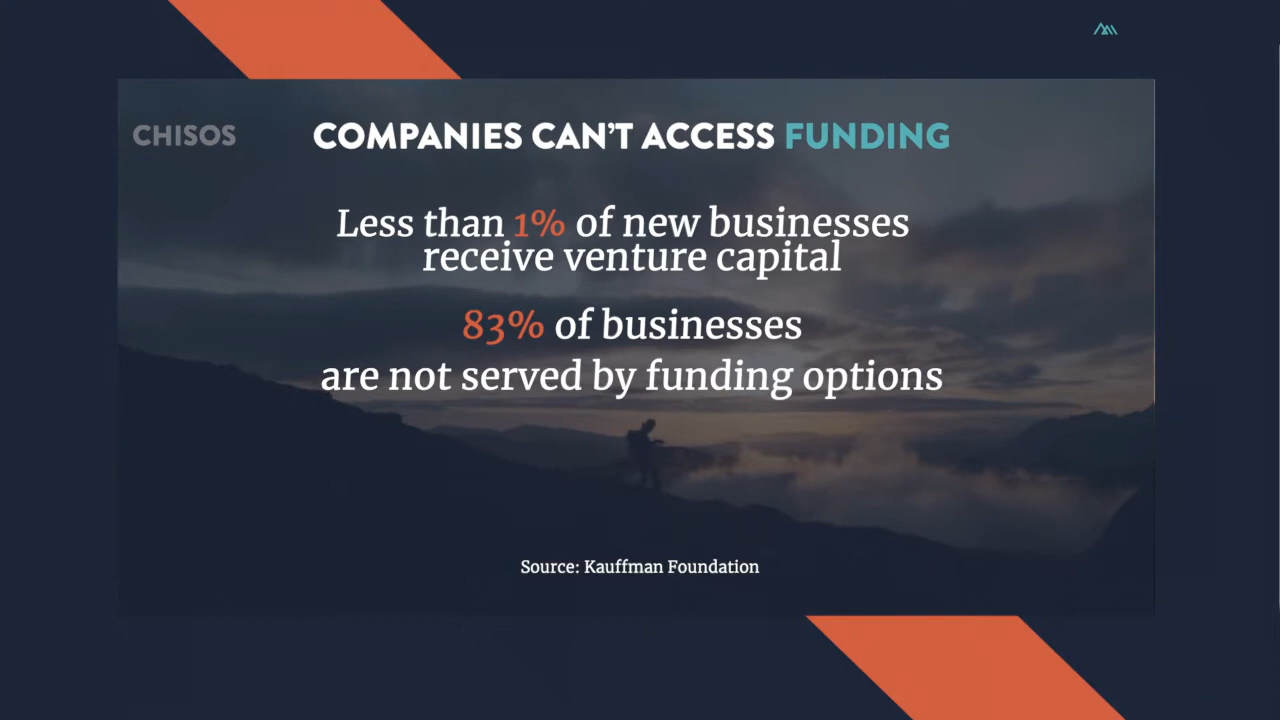 CHISOS
COMPANIES CAN'T ACCESS FUNDING
Less than 1% of new businesses
receive venture capital
83% of businesses
are not served by funding options
Source: Kauffman Foundation